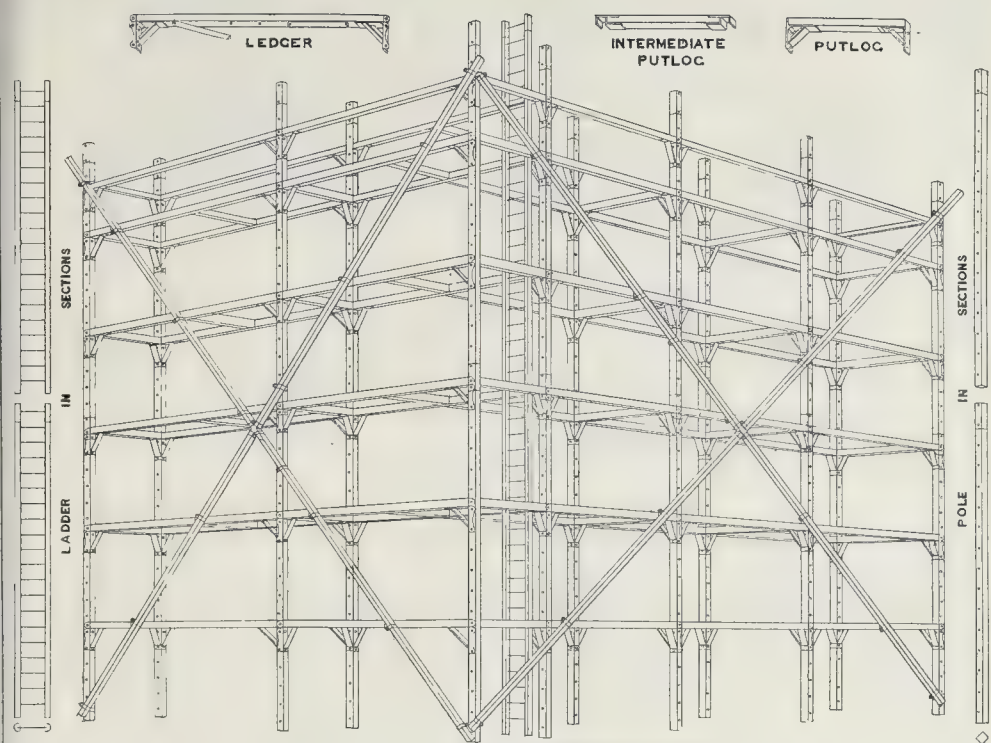 LEDGER
INTERMEDIATE
PUTLOG
PUTLOG
LADDER IN SECTIONS
POLE IN SECTIONS